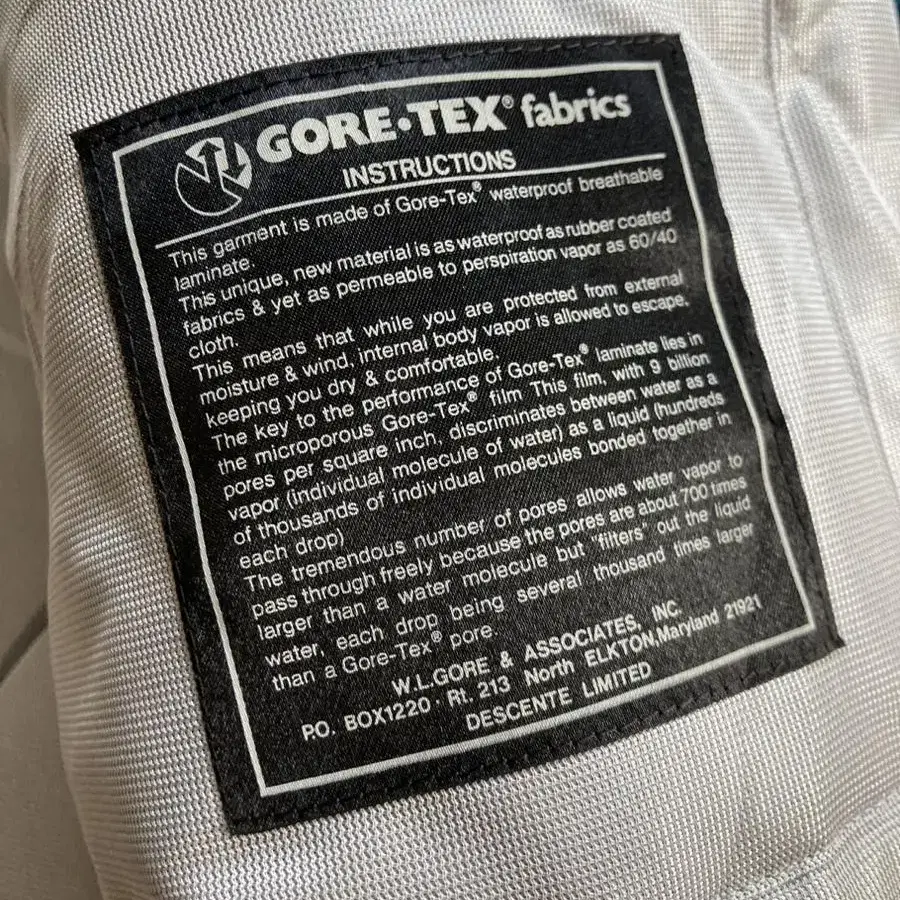 GORE-TEX® fabrics
INSTRUCTIONS
This garment is made of Gore-Tex® waterproof breathable
laminate.
This unique, new material is as waterproof as rubber coated
fabrics & yet as permeable to perspiration vapor as 60/40
cloth.
This means that while you are protected from external
moisture & wind, internal body vapor is allowed to escape,
keeping you dry & comfortable.
The key to the performance of Gore-Tex® laminate lies in
the microporous Gore-Tex® film This film, with 9 billion
pores per square inch, discriminates between water as a
vapor (individual molecule of water) as a liquid (hundreds
of thousands of individual molecules bonded together in
each drop)
The tremendous number of pores allows water vapor to
pass through freely because the pores are about 700 times
larger than a water molecule but "filters" out the liquid
water, each drop being several thousand times larger
than a Gore-Tex® pore.
W.L.GORE & ASSOCIATES, INC.
P.O. BOX1220·Rt. 213 North ELKTON,Maryland 21921
DESCENTE LIMITED